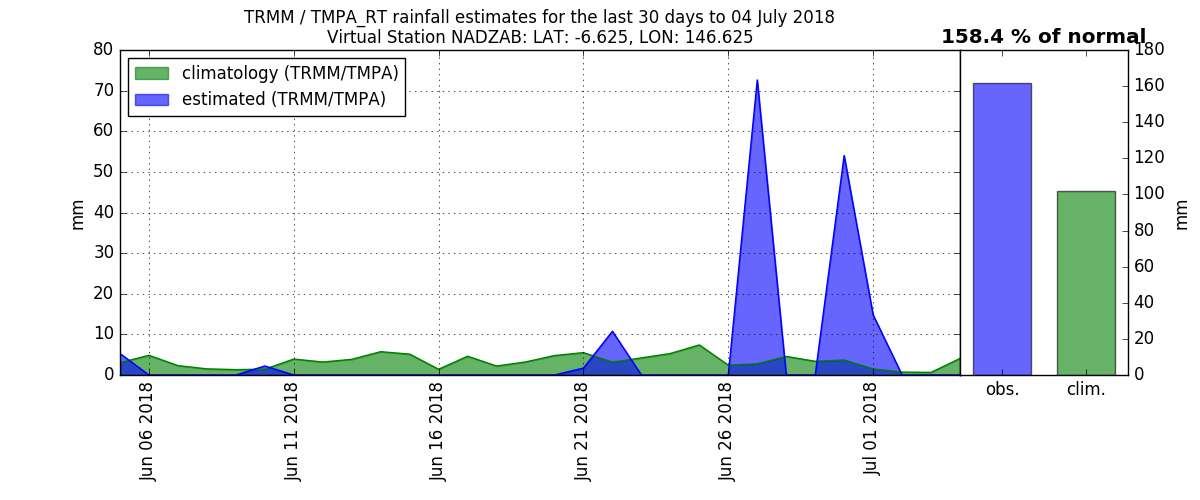 TRMM / TMPA_RT rainfall estimates for the last 30 days to 04 July 2018
Virtual Station NADZAB: LAT: -6.625, LON: 146.625
158.4 % of normal
climatology (TRMM/TMPA)
estimated (TRMM/TMPA)
mm
80
70
60
50
40
30
20
10
0
Jun 06 2018
Jun 11 2018
Jun 16 2018
Jun 21 2018
Jun 26 2018
Jul 01 2018
180
160
140
120
100
80
60
40
20
0
mm
obs.
clim.